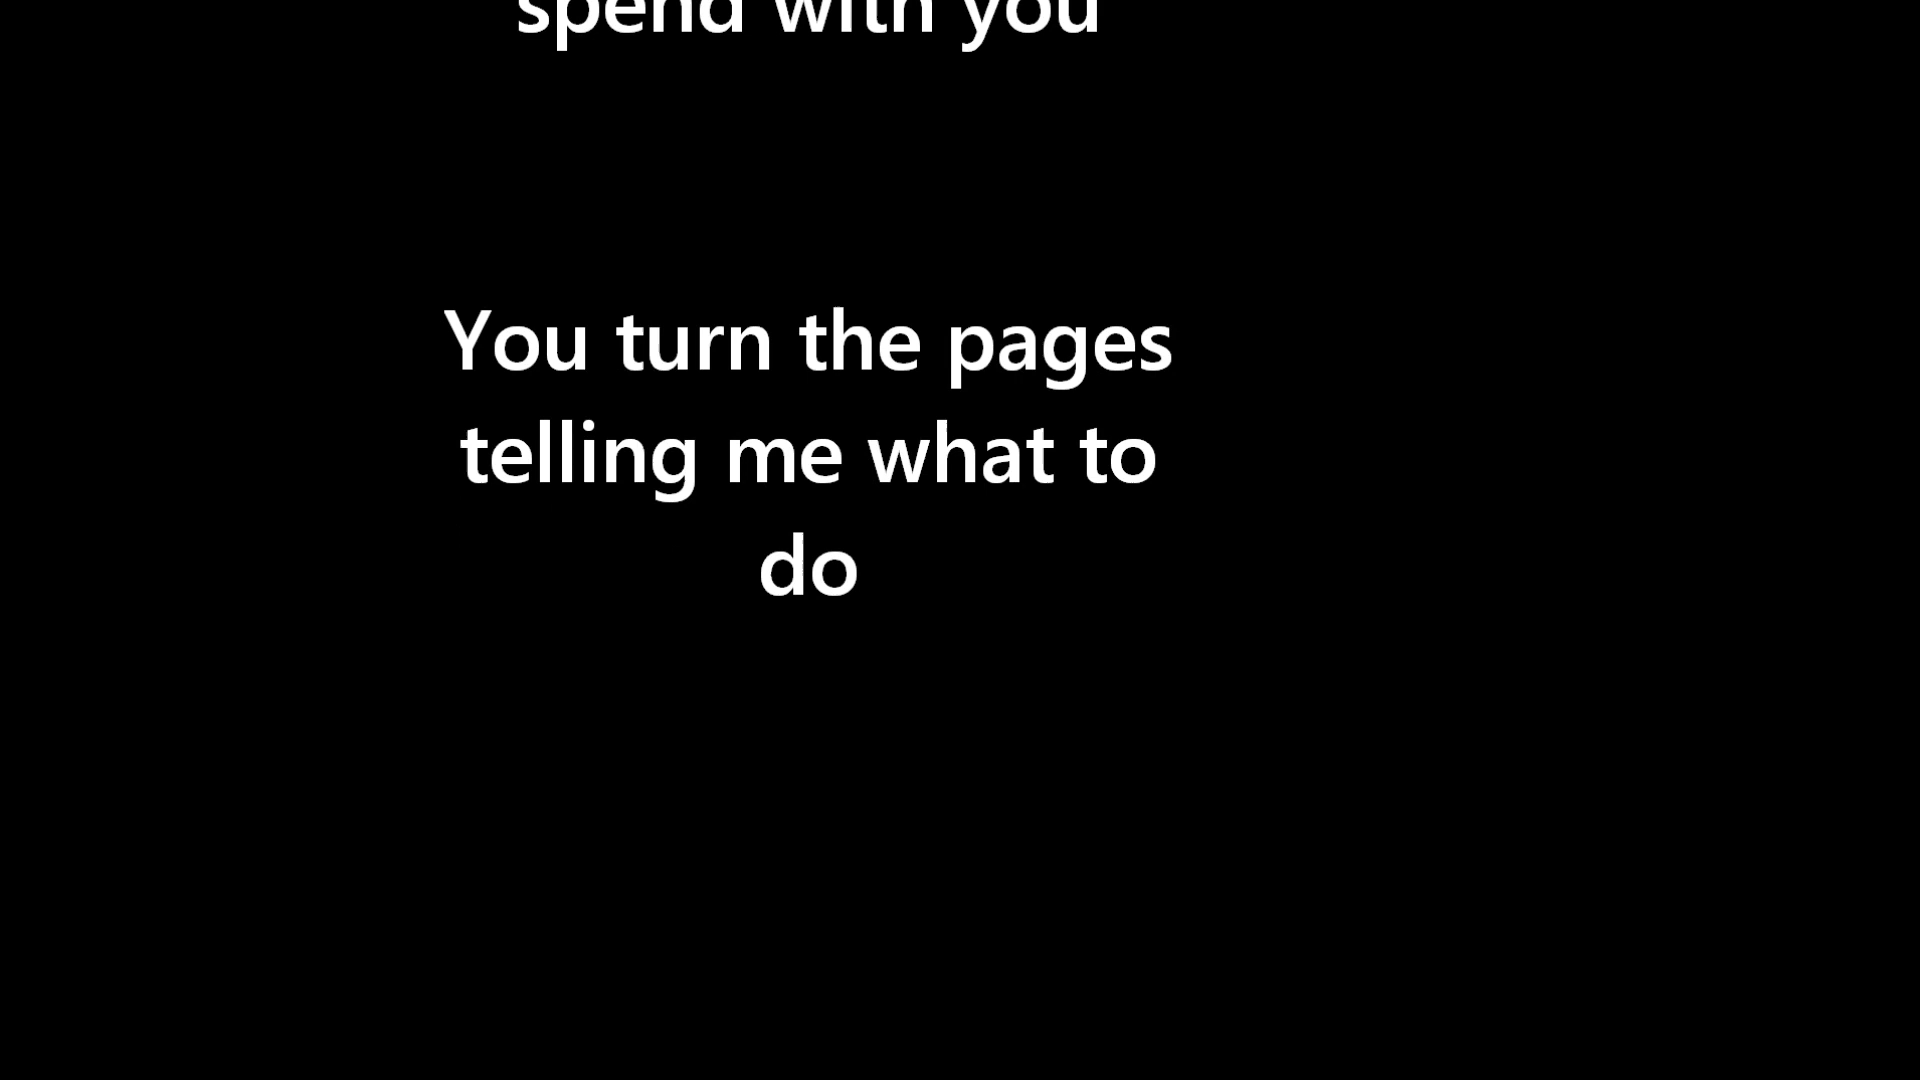 spend with you
You turn the pages
telling me what to
do